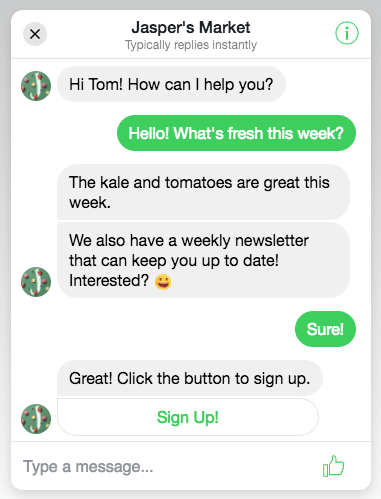 Jasper's Market
Typically replies instantly
Hi Tom! How can I help you?
Hello! What's fresh this week?
The kale and tomatoes are great this
week.
We also have a weekly newsletter
that can keep you up to date!
Interested? 😀
Sure!
Great! Click the button to sign up.
Sign Up!
Type a message...